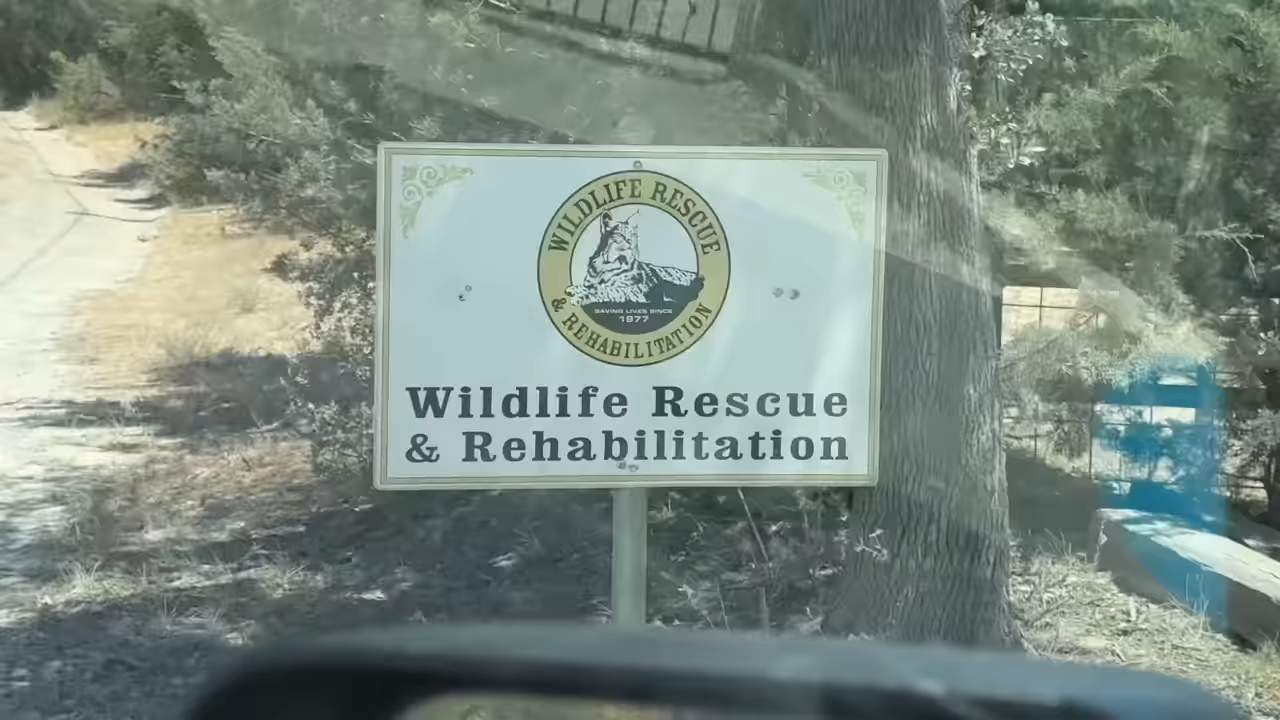 WILDLIFE RESCUE
SAVING LIVES SINCE
1977
& REHABILITATION
Wildlife Rescue
& Rehabilitation